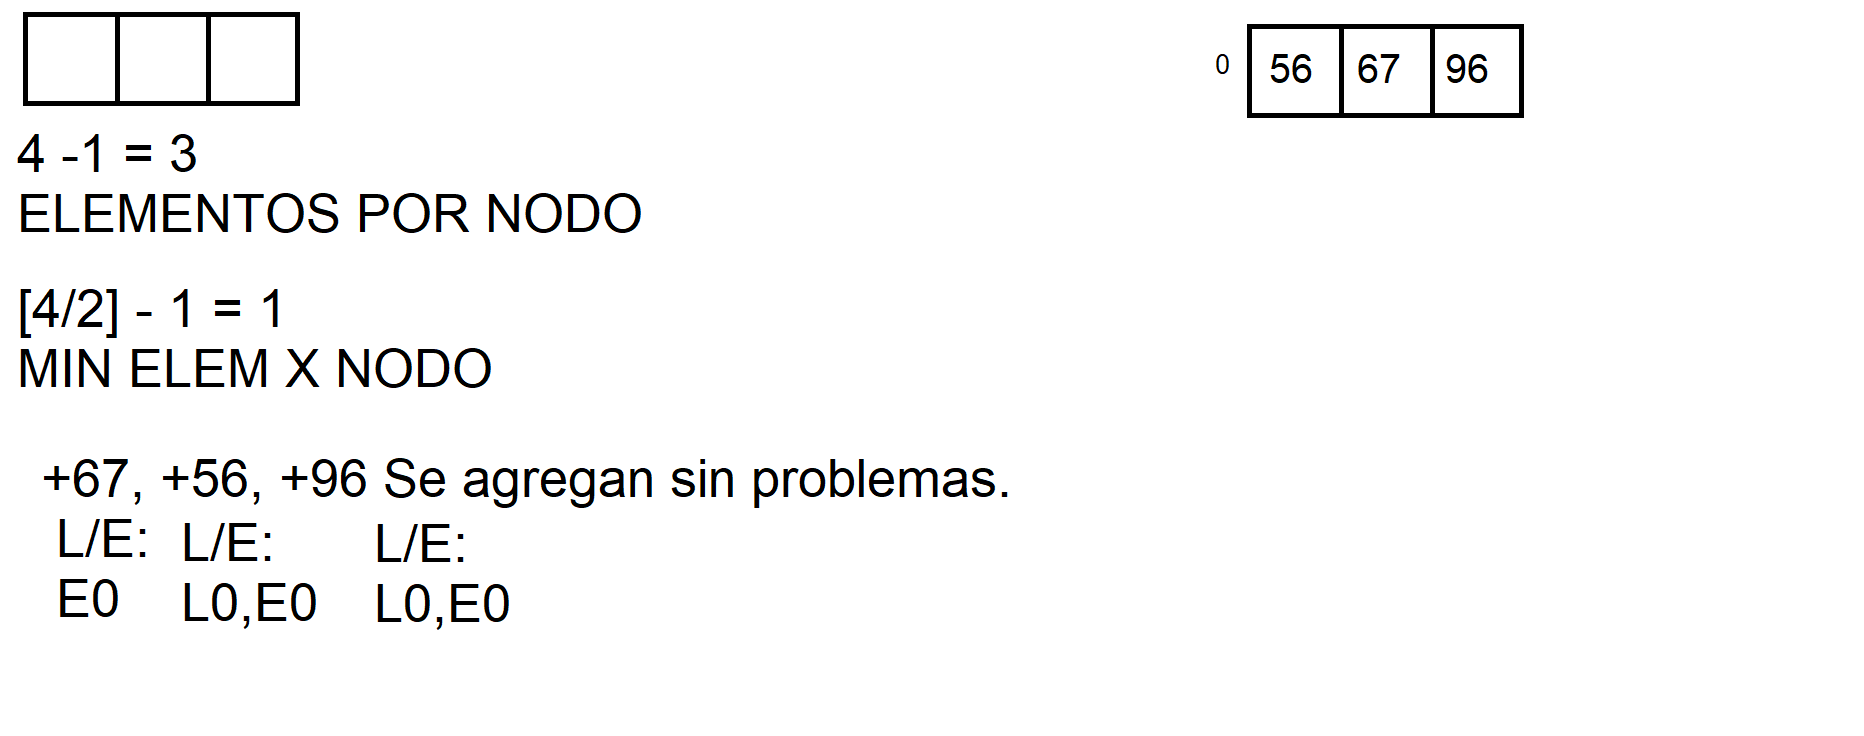 0 56 67 96
4 -1 = 3
ELEMENTOS POR NODO
[4/2] - 1 = 1
MIN ELEM X NODO
+67, +56, +96 Se agregan sin problemas.
L/E: L/E: L/E:
E0 L0,E0 L0,E0